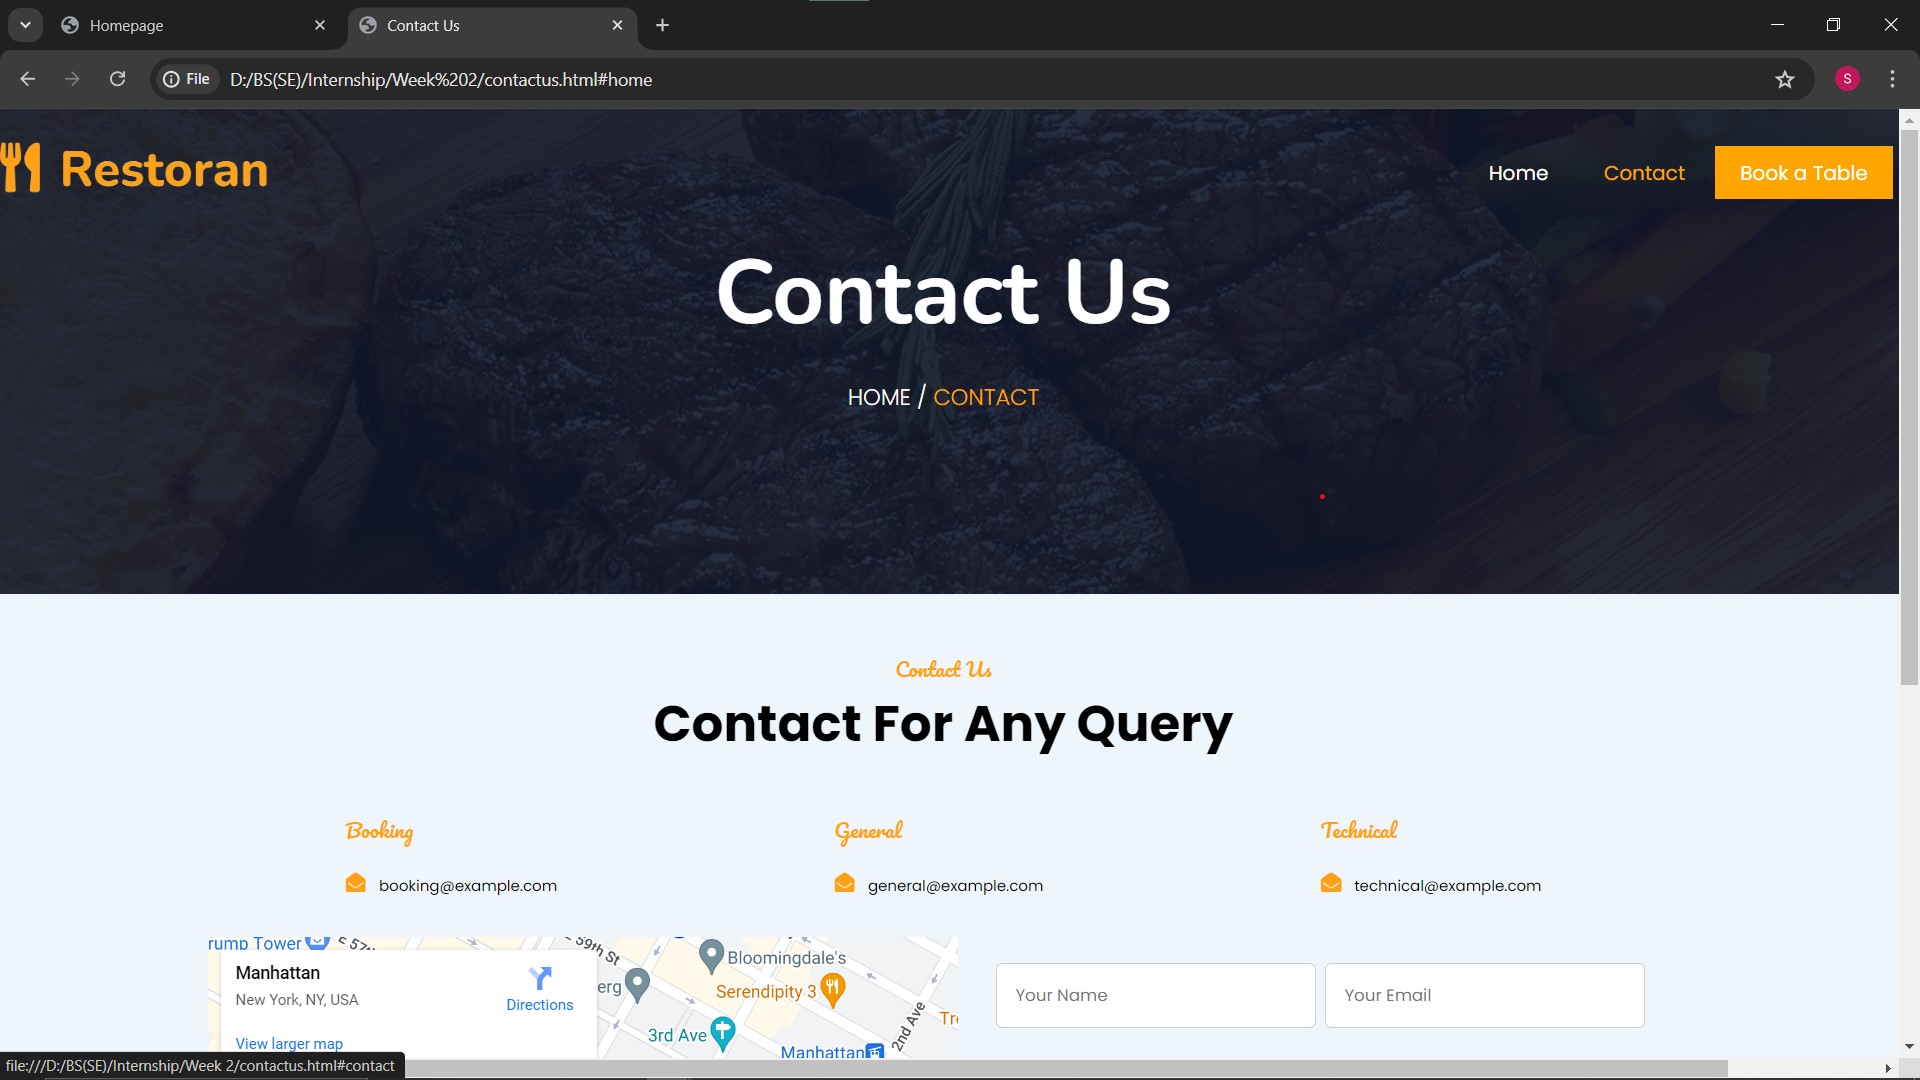 Homepage
Contact Us
File D:/BS(SE)/Internship/Week%202/contactus.html#home
S
Restoran
Home Contact Book a Table
Contact Us
HOME / CONTACT
Contact Us
Contact For Any Query
Booking General Technical
booking@example.com general@example.com technical@example.com
rump Tower E 57th E 59th St Bloomingdale's
Manhattan
New York, NY, USA
Directions
View larger map
erg
Serendipity 3
3rd Ave
2nd Ave
Manhattan
Your Name Your Email
file:///D:/BS(SE)/Internship/Week 2/contactus.html#contact